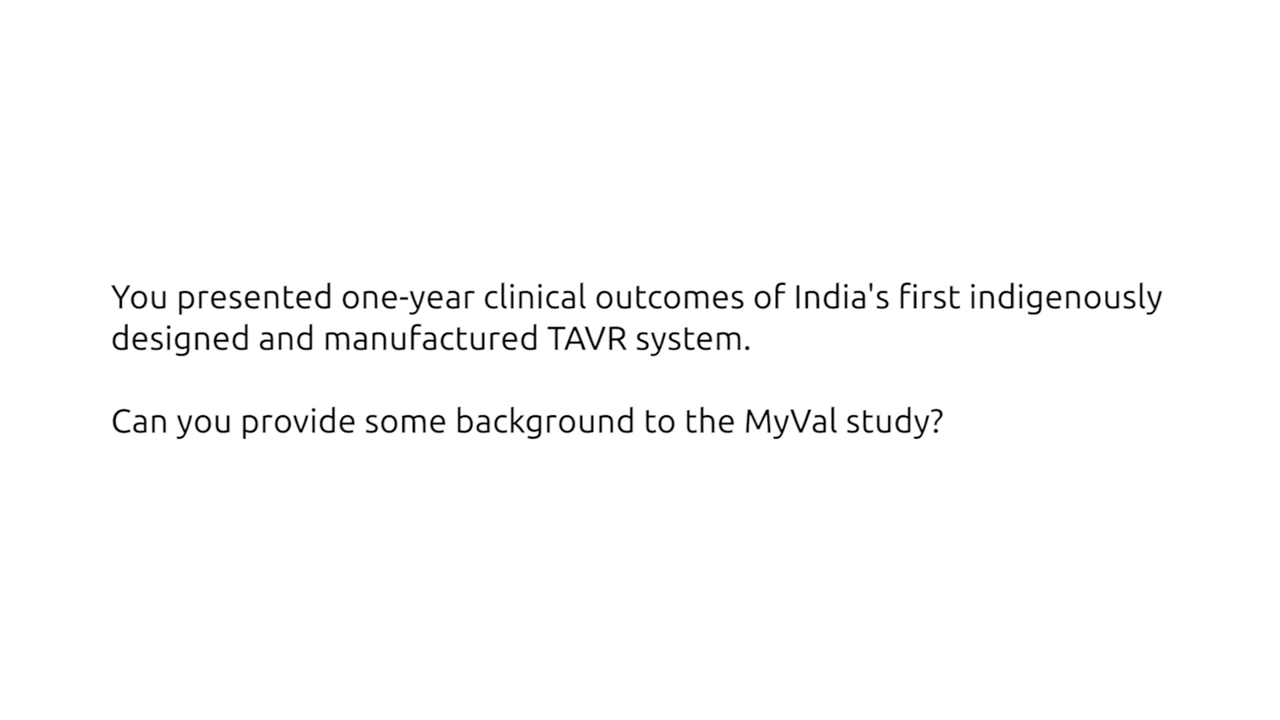 You presented one-year clinical outcomes of India's first indigenously
designed and manufactured TAVR system.
Can you provide some background to the MyVal study?